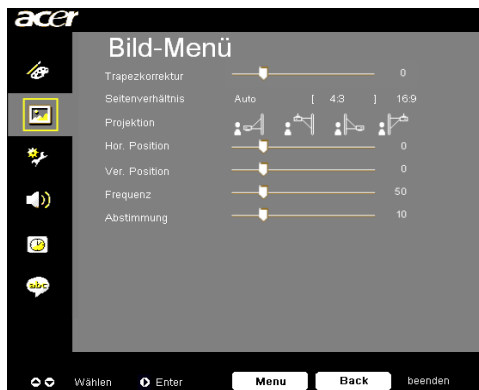 acer
Bild-Menü
Trapezkorrektur 0
Seitenverhältnis Auto [ 4:3 ] 16:9
Projektion
Hor. Position 0
Ver. Position 0
Frequenz 50
Abstimmung 10
abc
Wählen Enter Menu Back beenden